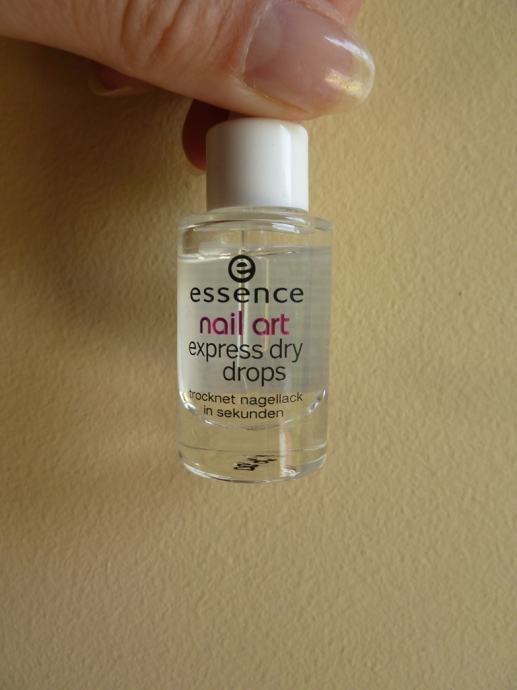 e
essence
nail art
express dry
drops
trocknet nagellack
in sekunden